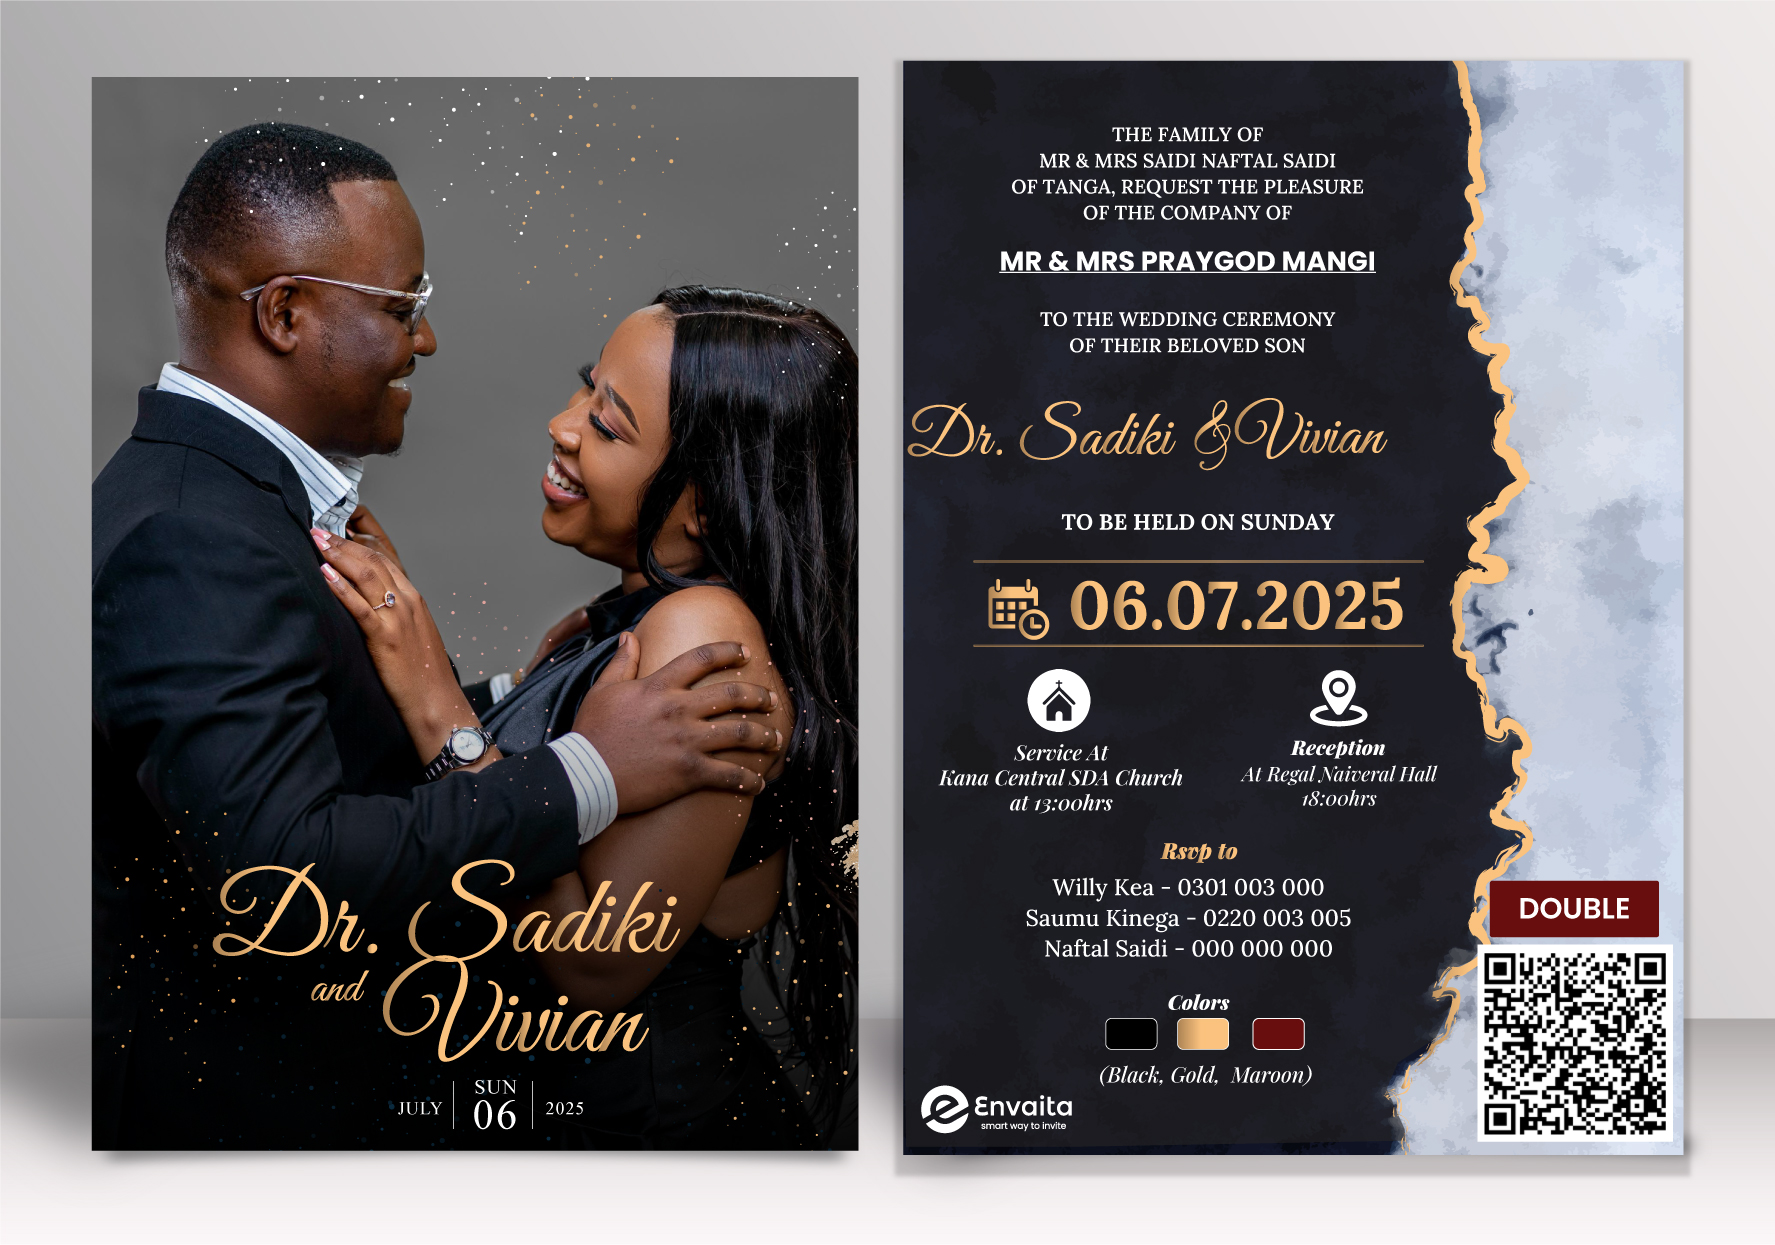 Dr. Sadiki
and Vivian
JULY
SUN
06
2025
THE FAMILY OF
MR & MRS SAIDI NAFTAL SAIDI
OF TANGA, REQUEST THE PLEASURE
OF THE COMPANY OF
MR & MRS PRAYGOD MANGI
TO THE WEDDING CEREMONY
OF THEIR BELOVED SON
Dr. Sadiki & Vivian
TO BE HELD ON SUNDAY
06.07.2025
Service At
Kana Central SDA Church
at 13:00hrs
Reception
At Regal Naiveral Hall
18:00hrs
Rsvp to
Willy Kea - 0301 003 000
Saumu Kinega - 0220 003 005
Naftal Saidi - 000 000 000
Colors
(Black, Gold, Maroon)
Envaita
smart way to invite
DOUBLE